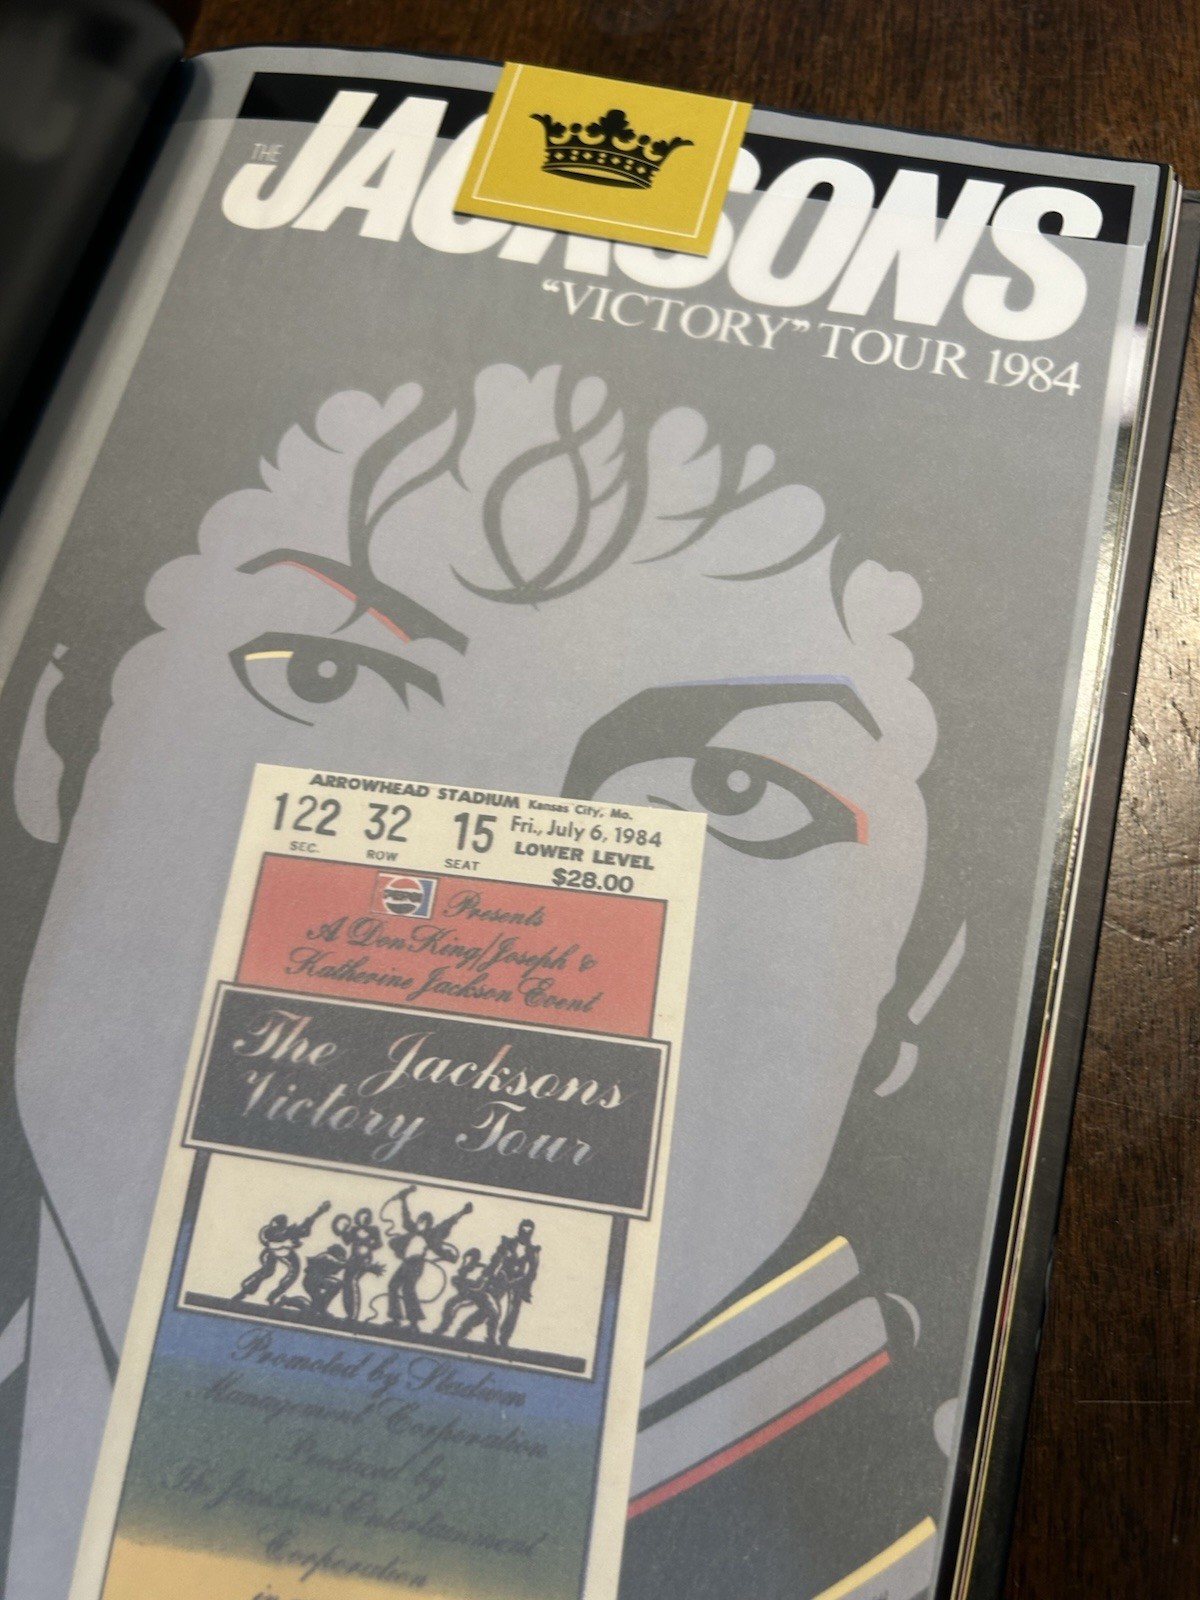 THE
JACKSONS
“VICTORY” TOUR 1984
ARROWHEAD STADIUM Kansas City, Mo.
122 32 15 Fri., July 6, 1984
SEC. ROW SEAT LOWER LEVEL
$28.00
PEPSI Presents
A Don King/Joseph &
Katherine Jackson Event
The Jacksons
Victory Tour
Promoted by Stadium
Management Corporation
Produced by
The Jacksons Entertainment
Corporation
in